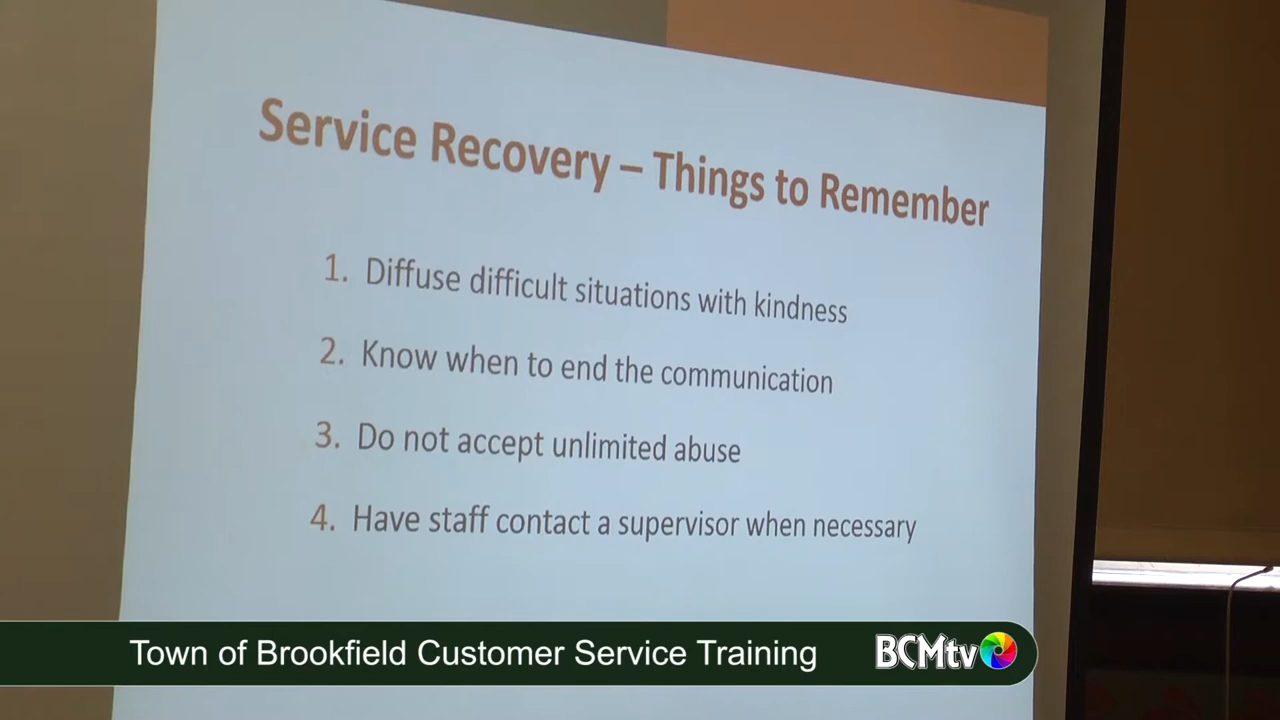 Service Recovery – Things to Remember
1. Diffuse difficult situations with kindness
2. Know when to end the communication
3. Do not accept unlimited abuse
4. Have staff contact a supervisor when necessary
Town of Brookfield Customer Service Training BCMtv